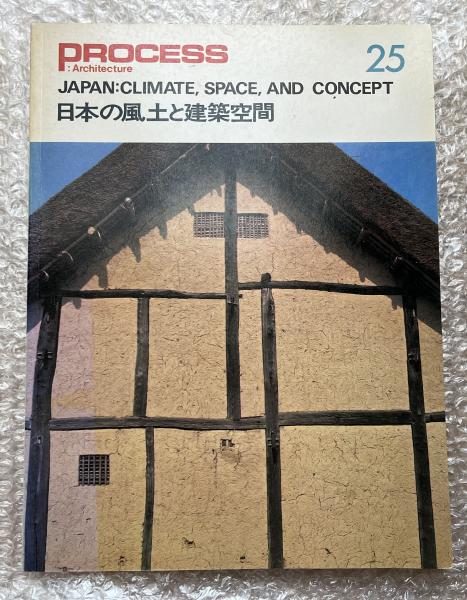 PROCESS
: Architecture
25
JAPAN:CLIMATE, SPACE, AND CONCEPT
日本の風土と建築空間